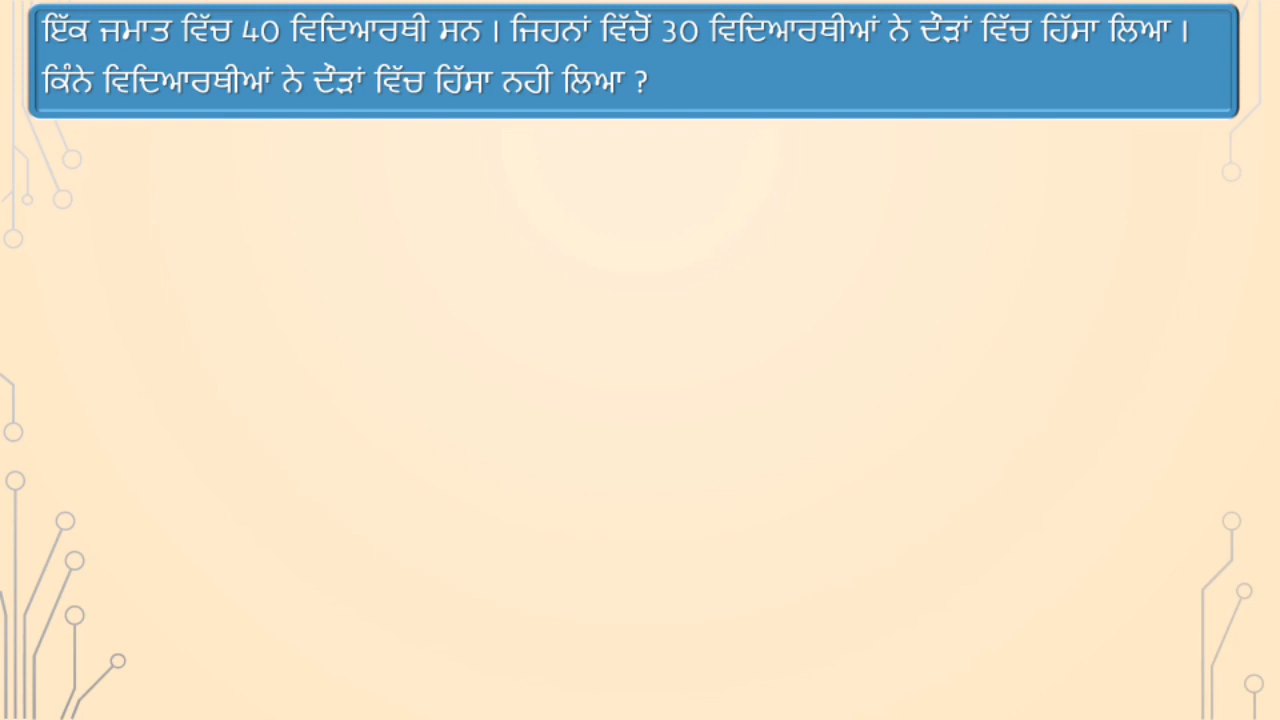 ਇੱਕ ਜਮਾਤ ਵਿੱਚ 40 ਵਿਦਿਆਰਥੀ ਸਨ । ਜਿਹਨਾਂ ਵਿੱਚੋਂ 30 ਵਿਦਿਆਰਥੀਆਂ ਨੇ ਦੌੜਾਂ ਵਿੱਚ ਹਿੱਸਾ ਲਿਆ ।
ਕਿੰਨੇ ਵਿਦਿਆਰਥੀਆਂ ਨੇ ਦੌੜਾਂ ਵਿੱਚ ਹਿੱਸਾ ਨਹੀ ਲਿਆ ?